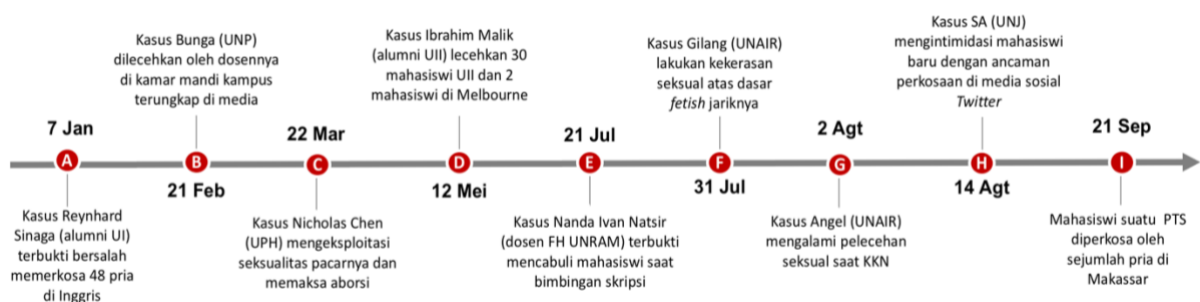 7 Jan
A
Kasus Reynhard
Sinaga (alumni UI)
terbukti bersalah
memerkosa 48 pria
di Inggris
Kasus Bunga (UNP)
dilecehkan oleh dosennya
di kamar mandi kampus
terungkap di media
B
21 Feb
22 Mar
C
Kasus Nicholas Chen
(UPH) mengeksploitasi
seksualitas pacarnya dan
memaksa aborsi
Kasus Ibrahim Malik
(alumni UII) lecehkan 30
mahasiswi UII dan 2
mahasiswi di Melbourne
D
12 Mei
21 Jul
E
Kasus Nanda Ivan Natsir
(dosen FH UNRAM) terbukti
mencabuli mahasiswi saat
bimbingan skripsi
Kasus Gilang (UNAIR)
lakukan kekerasan
seksual atas dasar
fetish jariknya
F
31 Jul
2 Agt
G
Kasus Angel (UNAIR)
mengalami pelecehan
seksual saat KKN
Kasus SA (UNJ)
mengintimidasi mahasiswi
baru dengan ancaman
perkosaan di media sosial
Twitter
H
14 Agt
21 Sep
I
Mahasiswi suatu PTS
diperkosa oleh
sejumlah pria di
Makassar